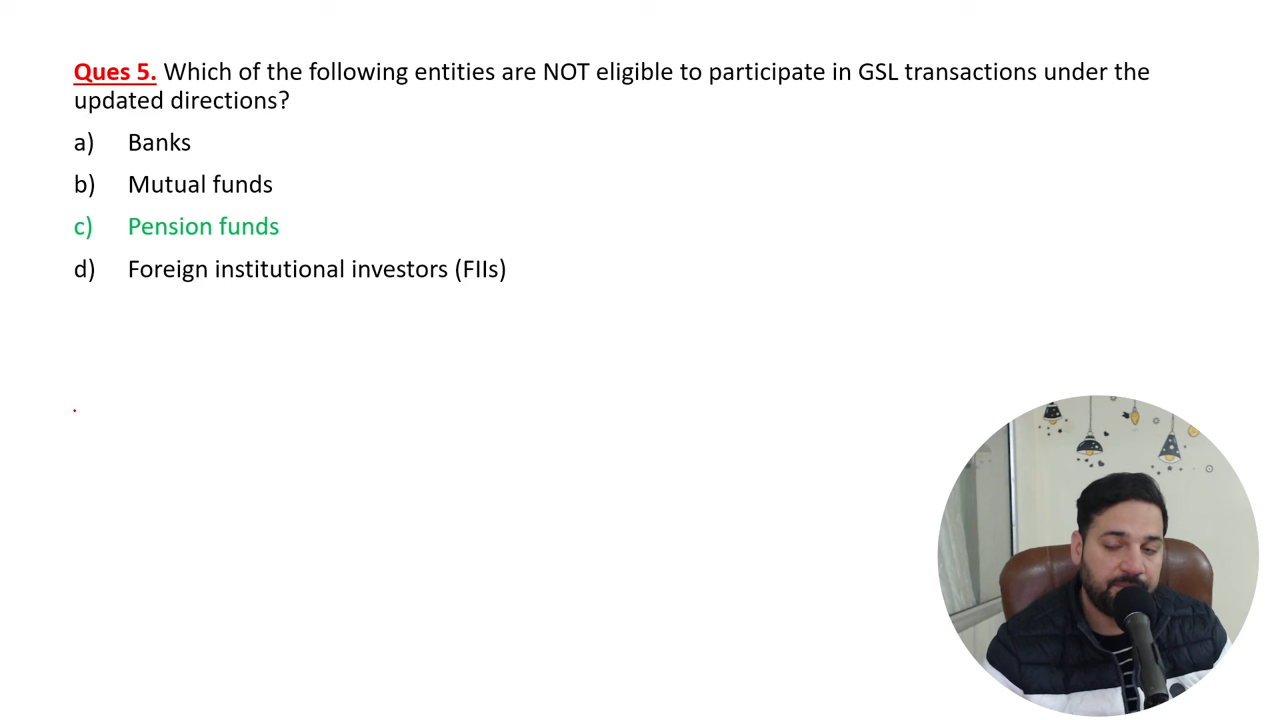 Ques 5. Which of the following entities are NOT eligible to participate in GSL transactions under the
updated directions?
a) Banks
b) Mutual funds
c) Pension funds
d) Foreign institutional investors (FIIs)